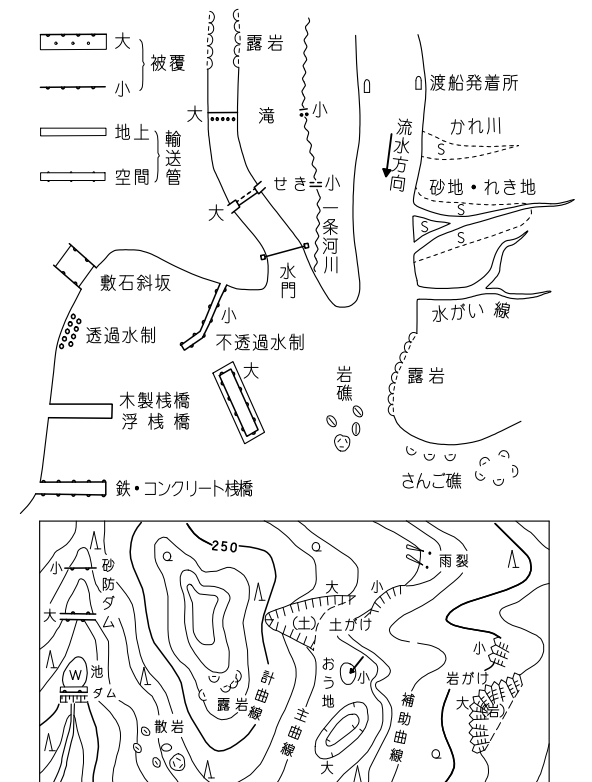 大
小
被覆
地上
空間
輸送管
露岩
大
滝
小
せき
小
大
一条河川
水門
渡船発着所
流水方向
かれ川
S
砂地・れき地
S
S
S
水がい線
露岩
さんご礁
岩礁
敷石斜坂
透過水制
小
不透過水制
大
木製桟橋
浮桟橋
鉄・コンクリート桟橋
小
砂防ダム
大
W
池
ダム
散岩
250
露岩
計曲線
主曲線
補助曲線
大
小
(土)
土がけ
おう地
小
大
雨裂
小
岩がけ
大
(岩)